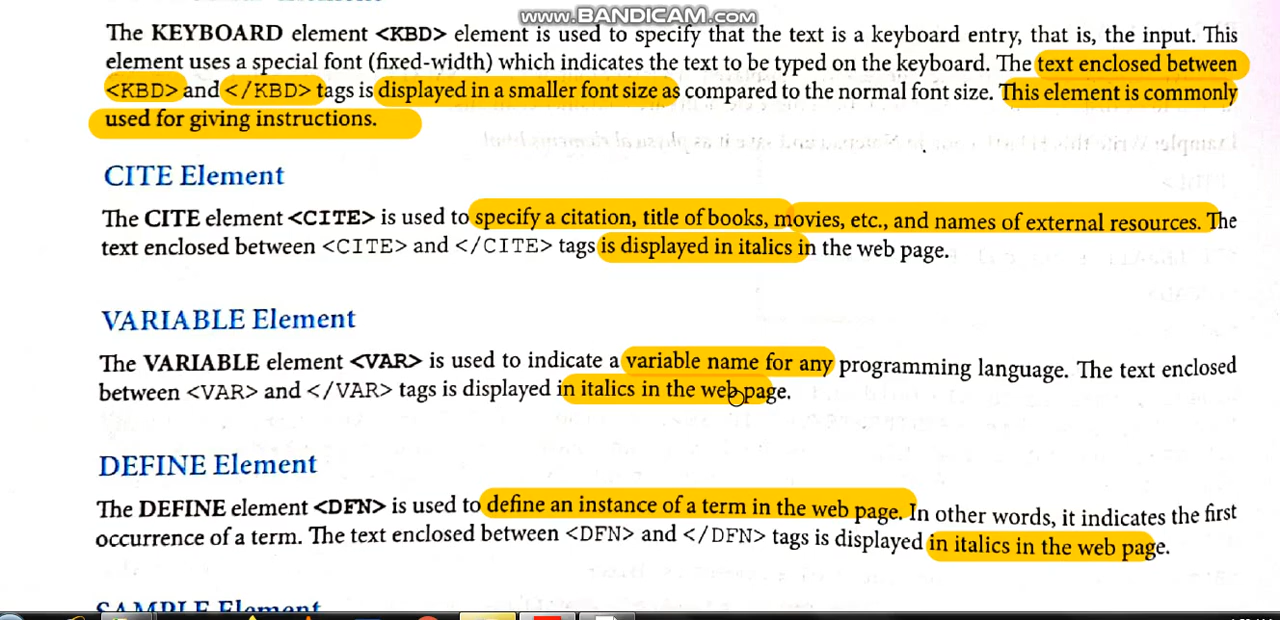 www.BANDICAM.com
The KEYBOARD element <KBD> element is used to specify that the text is a keyboard entry, that is, the input. This
element uses a special font (fixed-width) which indicates the text to be typed on the keyboard. The text enclosed between
<KBD> and </KBD> tags is displayed in a smaller font size as compared to the normal font size. This element is commonly
used for giving instructions.
CITE Element
The CITE element <CITE> is used to specify a citation, title of books, movies, etc., and names of external resources. The
text enclosed between <CITE> and </CITE> tags is displayed in italics in the web page.
VARIABLE Element
The VARIABLE element <VAR> is used to indicate a variable name for any programming language. The text enclosed
between <VAR> and </VAR> tags is displayed in italics in the web page.
DEFINE Element
The DEFINE element <DFN> is used to define an instance of a term in the web page. In other words, it indicates the first
occurrence of a term. The text enclosed between <DFN> and </DFN> tags is displayed in italics in the web page.
SAMPLE Element